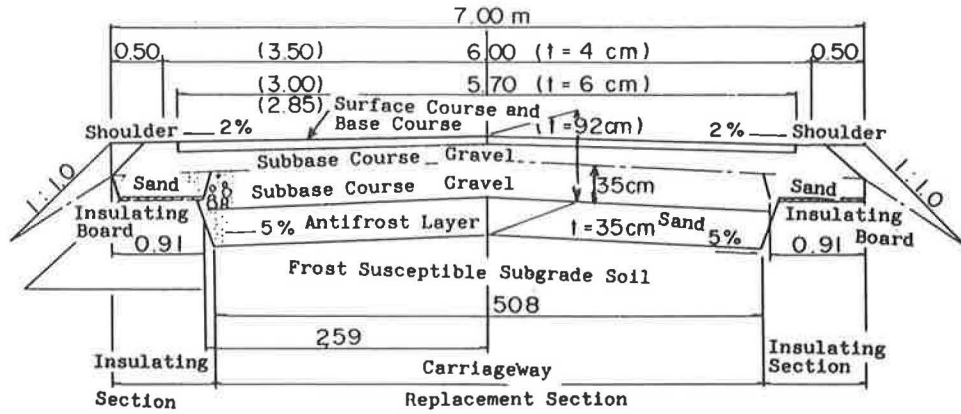 7.00 m
0.50 (3.50) 6.00 (t = 4 cm) 0.50
(3.00) 5.70 (t = 6 cm)
(2.85) Surface Course and
Base Course
Shoulder 2% (t=92cm) 2% Shoulder
Subbase Course Gravel
1:1.0 Sand Subbase Course Gravel 35cm Sand 1:1.0
Insulating
Board
5% Antifrost Layer t=35cm Sand 5%
Insulating
Board
0.91 0.91
Frost Susceptible Subgrade Soil
508
259
Insulating
Section
Carriageway
Replacement Section
Insulating
Section